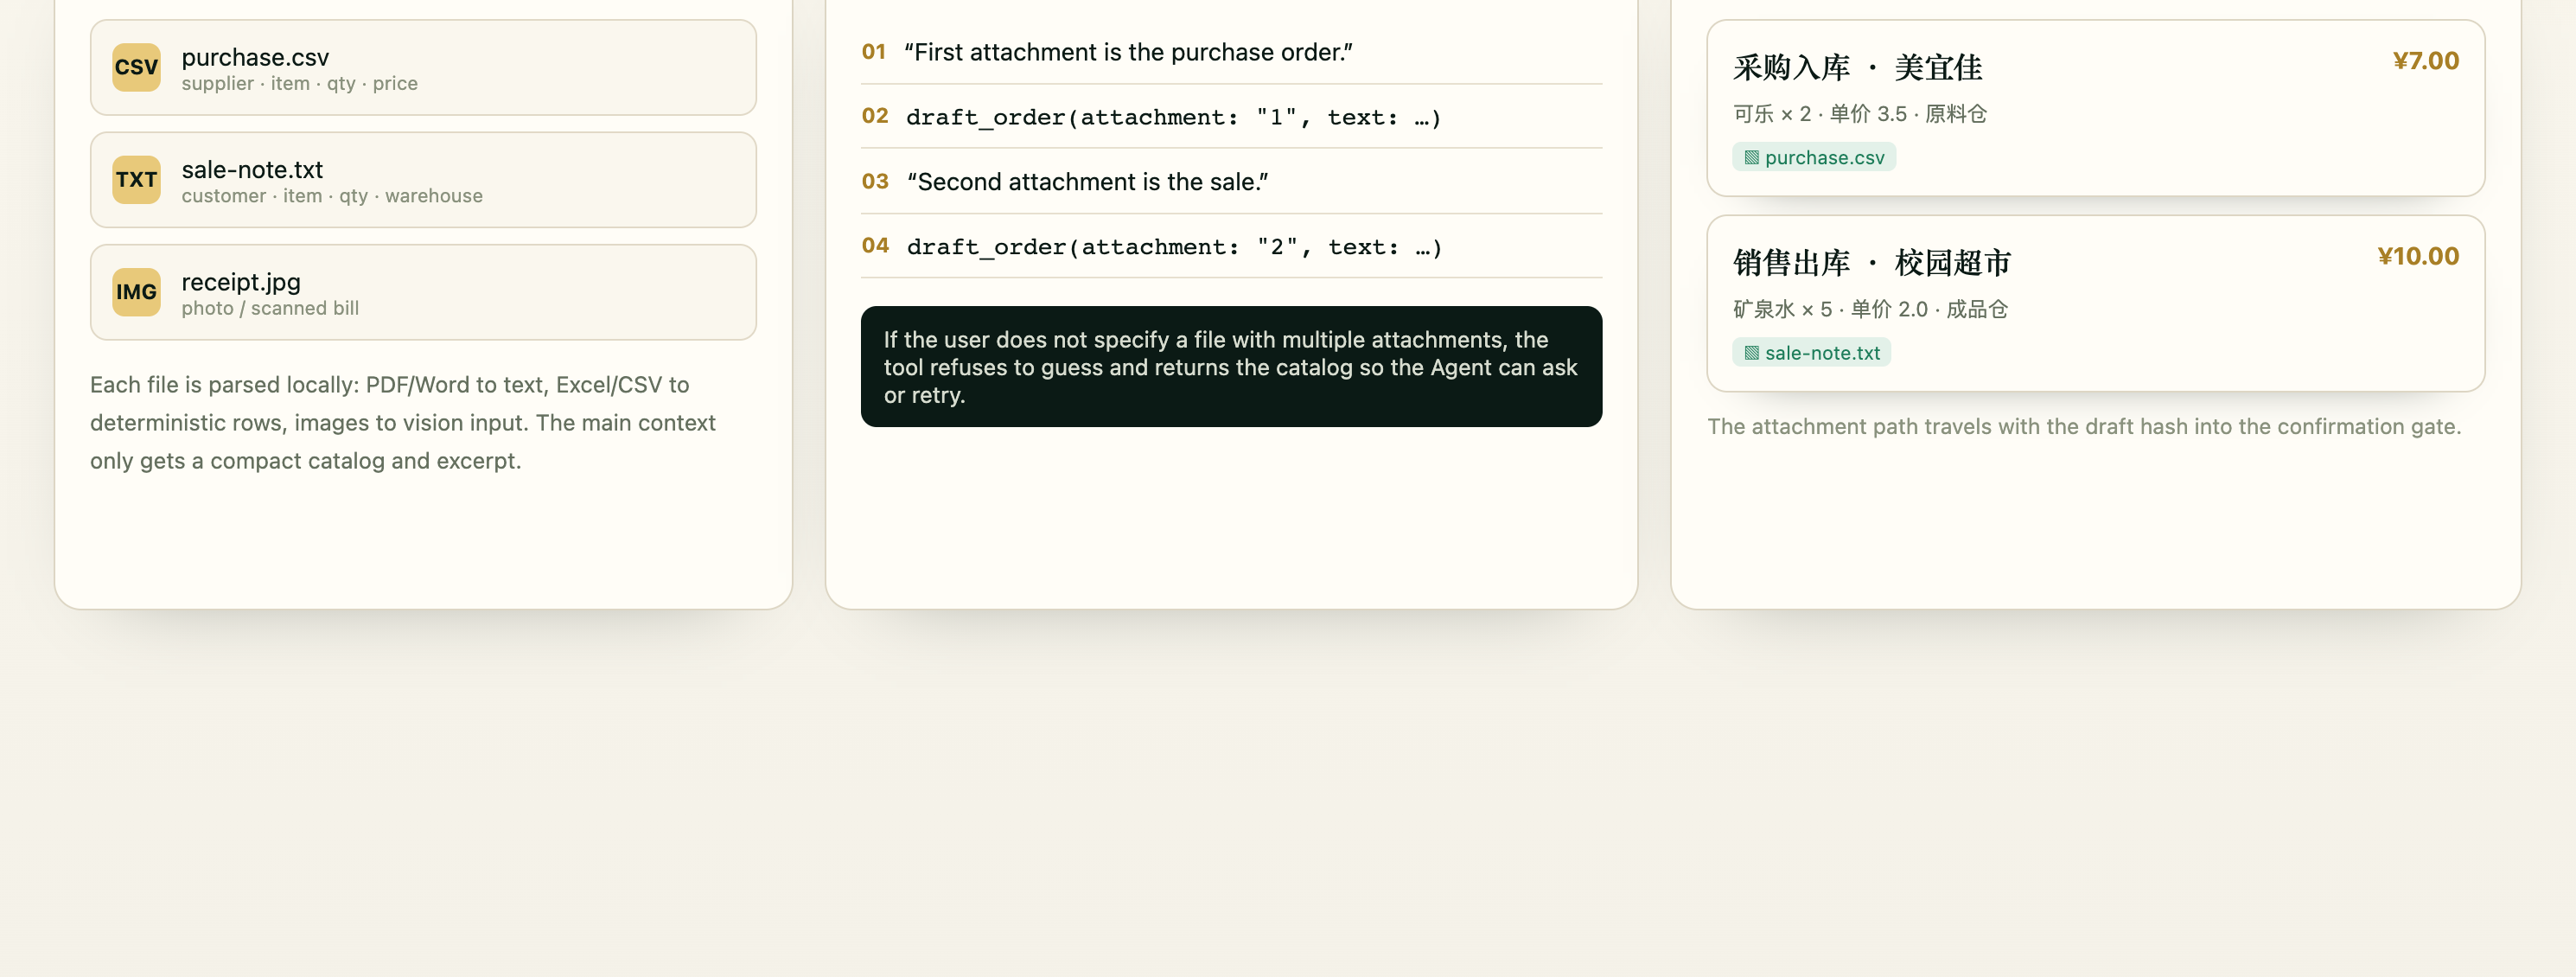 CSV
purchase.csv
supplier · item · qty · price
TXT
sale-note.txt
customer · item · qty · warehouse
IMG
receipt.jpg
photo / scanned bill
Each file is parsed locally: PDF/Word to text, Excel/CSV to
deterministic rows, images to vision input. The main context
only gets a compact catalog and excerpt.
01 “First attachment is the purchase order.”
02 draft_order(attachment: "1", text: …)
03 “Second attachment is the sale.”
04 draft_order(attachment: "2", text: …)
If the user does not specify a file with multiple attachments, the
tool refuses to guess and returns the catalog so the Agent can ask
or retry.
采购入库 · 美宜佳 ¥7.00
可乐 × 2 · 单价 3.5 · 原料仓
purchase.csv
销售出库 · 校园超市 ¥10.00
矿泉水 × 5 · 单价 2.0 · 成品仓
sale-note.txt
The attachment path travels with the draft hash into the confirmation gate.